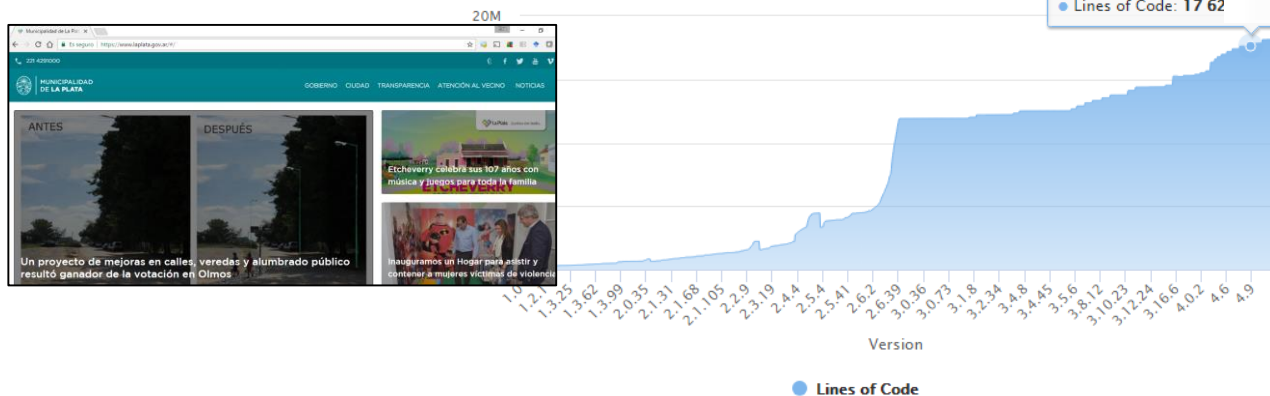 20M
Lines of Code: 17 62
Municipalidad de La Pla
Es seguro | https://www.laplata.gov.ar/#/
221 4291000
MUNICIPALIDAD
DE LA PLATA
GOBIERNO CIUDAD TRANSPARENCIA ATENCIÓN AL VECINO NOTICIAS
ANTES
DESPUÉS
La Plata
Etcheverry celebra sus 107 años con
música y juegos para toda la familia
ETCHEVERRY
Un proyecto de mejoras en calles, veredas y alumbrado público
resultó ganador de la votación en Olmos
Inauguramos un Hogar para asistir y
contener a mujeres víctimas de violencia
1.0 1.2.1 1.3.25 1.3.62 1.3.99 2.0.35 2.1.31 2.1.68 2.1.105 2.2.9 2.3.19 2.4.4 2.5.4 2.5.41 2.6.2 2.6.39 3.0.36 3.0.73 3.1.8 3.2.34 3.4.8 3.4.45 3.5.6 3.8.12 3.10.23 3.12.24 3.16.6 4.0.2 4.6 4.9
Version
Lines of Code